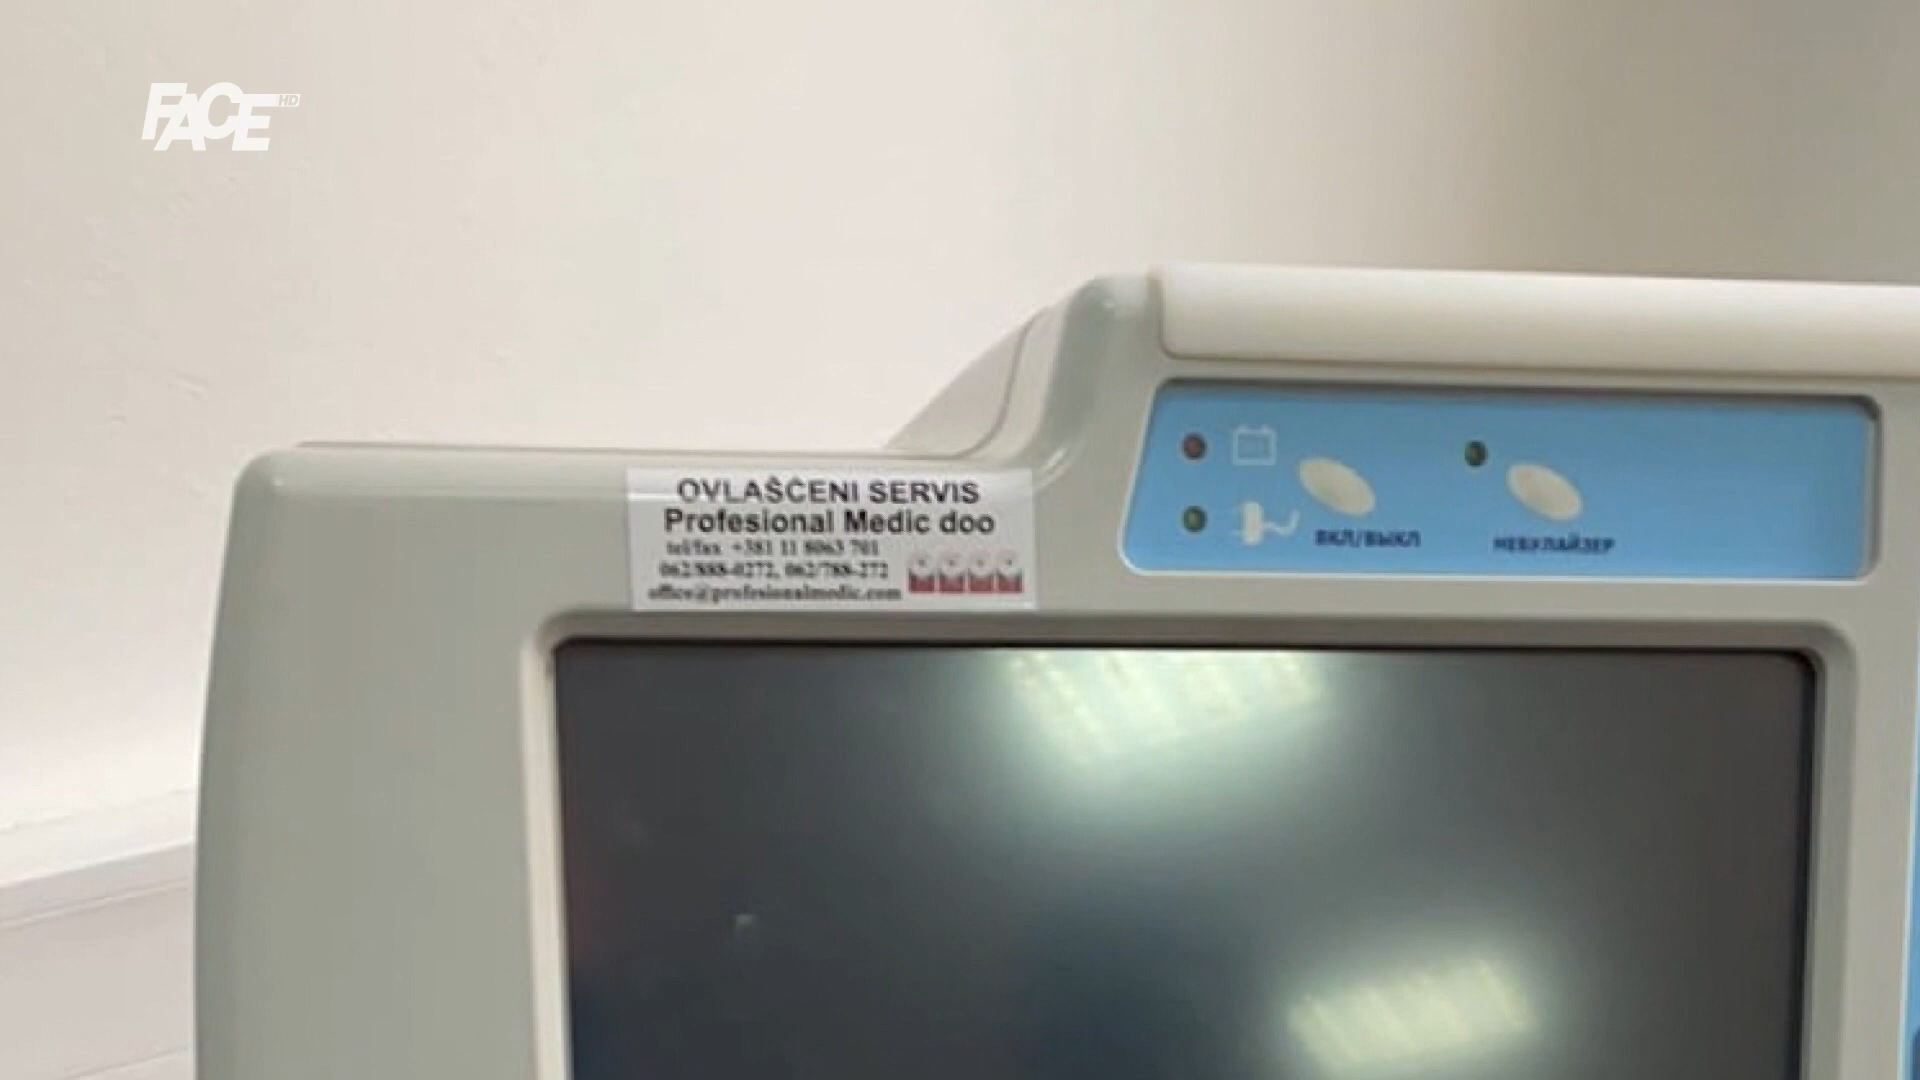 FACE HD
OVLAŠĆENI SERVIS
Profesional Medic doo
tel/fax +381 11 8063 701
062/888-0272, 062/788-272
office@profesionalmedic.com
ВКЛ/ВЫКЛ
НЕБУЛАЙЗЕР